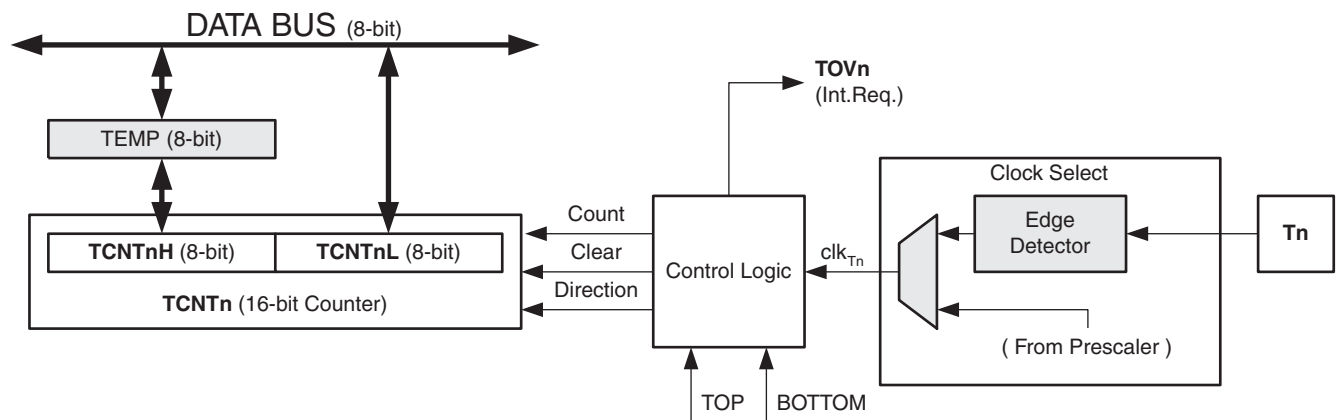 DATA BUS (8-bit)
TOVn
(Int.Req.)
TEMP (8-bit)
Clock Select
Count
Edge
Detector
Tn
TCNTnH (8-bit)
TCNTnL (8-bit)
Clear
Control Logic
clkTn
Direction
TCNTn (16-bit Counter)
( From Prescaler )
TOP
BOTTOM